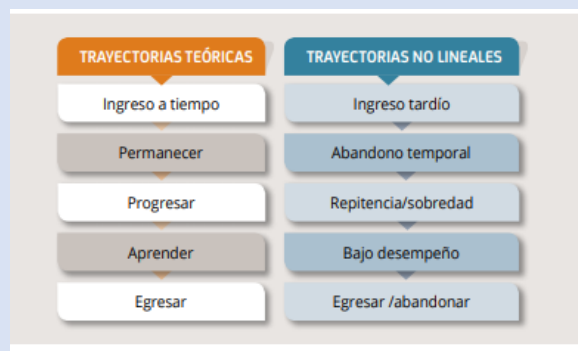 TRAYECTORIAS TEÓRICAS
Ingreso a tiempo
Permanecer
Progresar
Aprender
Egresar
TRAYECTORIAS NO LINEALES
Ingreso tardío
Abandono temporal
Repitencia/sobredad
Bajo desempeño
Egresar /abandonar